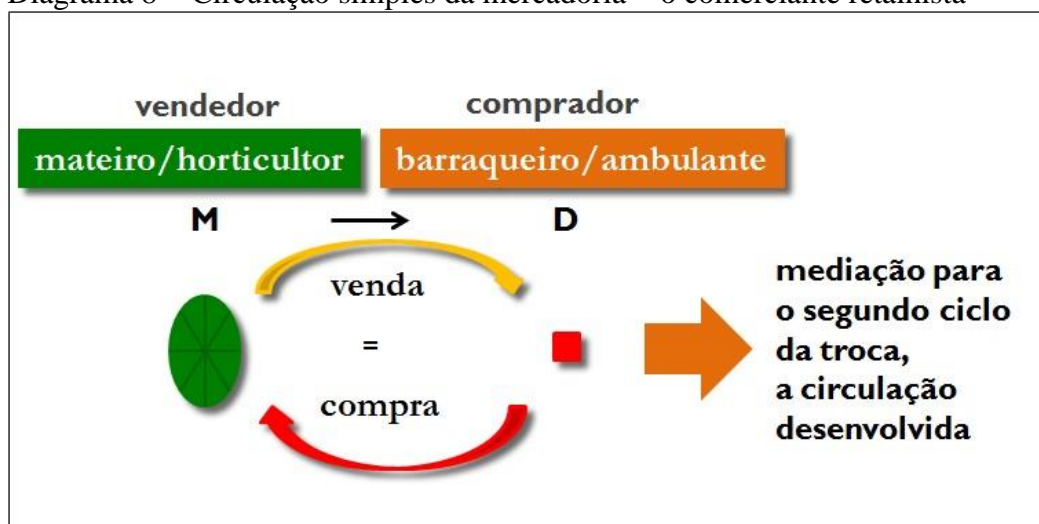 Diagrama 8 – Circulação simples da mercadoria – o comerciante retalhista
vendedor
comprador
mateiro/horticultor
barraqueiro/ambulante
M
D
venda
=
compra
mediação para
o segundo ciclo
da troca,
a circulação
desenvolvida